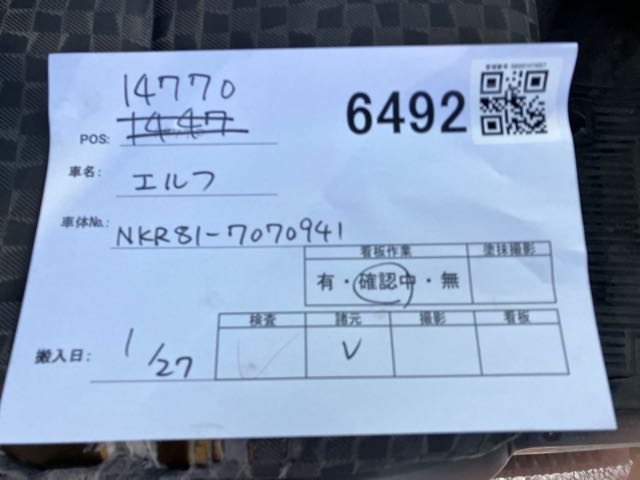 14770
6492
POS: 1447
車名: エルフ
車体No.: NKR81-7070941
看板作業 塗抹撮影
有・確認中・無
検査 諸元 撮影 看板
搬入日: 1/27 ✓ ✓